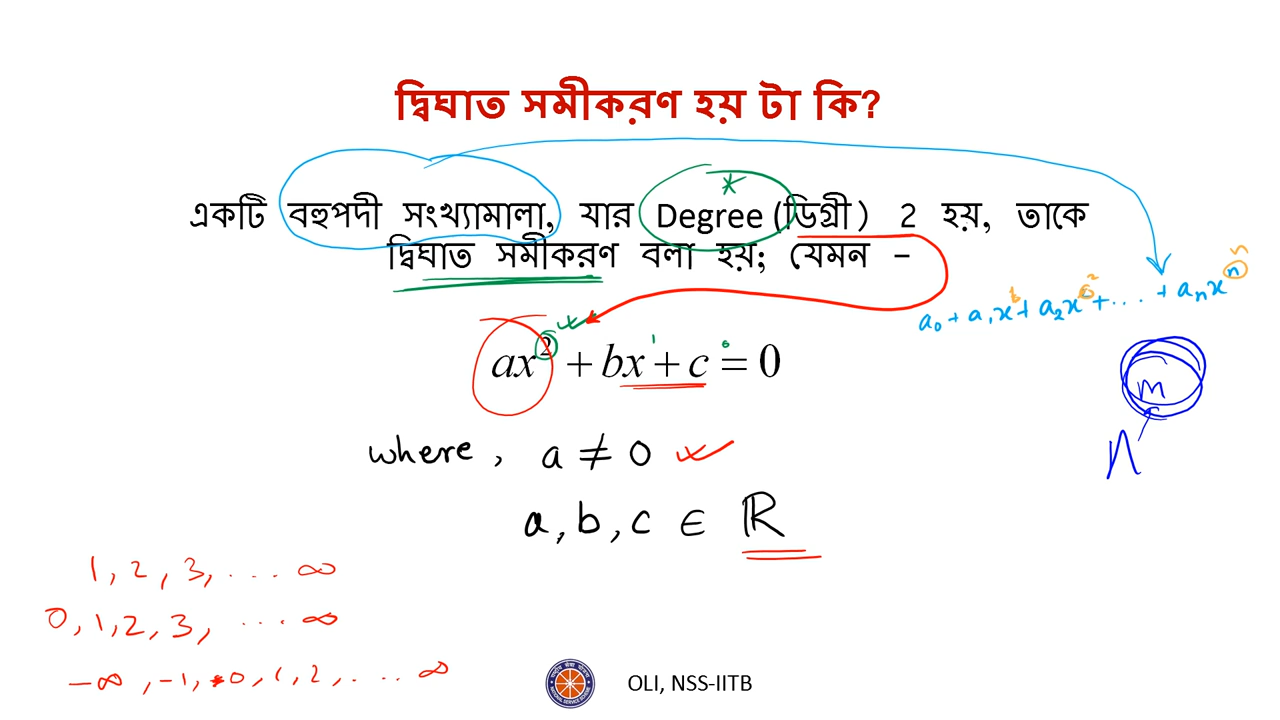 দ্বিঘাত সমীকরণ হয় টা কি?
একটি বহুপদী সংখ্যামালা, যার Degree (ডিগ্রী) 2 হয়, তাকে
দ্বিঘাত সমীকরণ বলা হয়; যেমন –
a₀ + a₁x¹ + a₂x² + ... + aₙxⁿ
ax² + bx + c = 0
where, a ≠ 0
a, b, c ∈ ℝ
m
n
1, 2, 3, .... ∞
0, 1, 2, 3, .... ∞
-∞, -1, 0, 1, 2, .... ∞
OLI, NSS-IITB